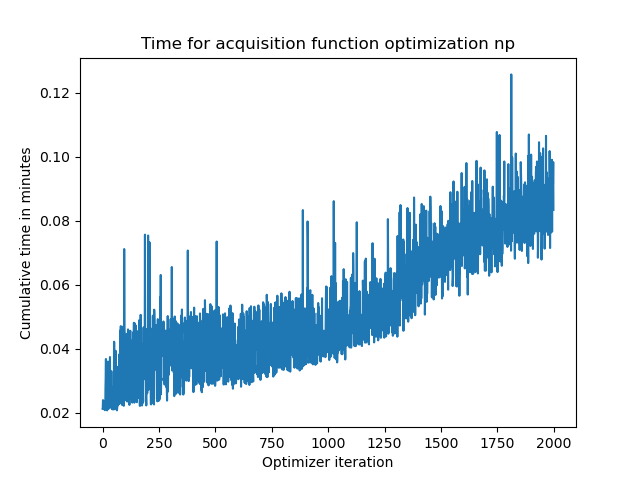 Time for acquisition function optimization np
0.12
0.10
0.08
0.06
0.04
0.02
Cumulative time in minutes
0 250 500 750 1000 1250 1500 1750 2000
Optimizer iteration